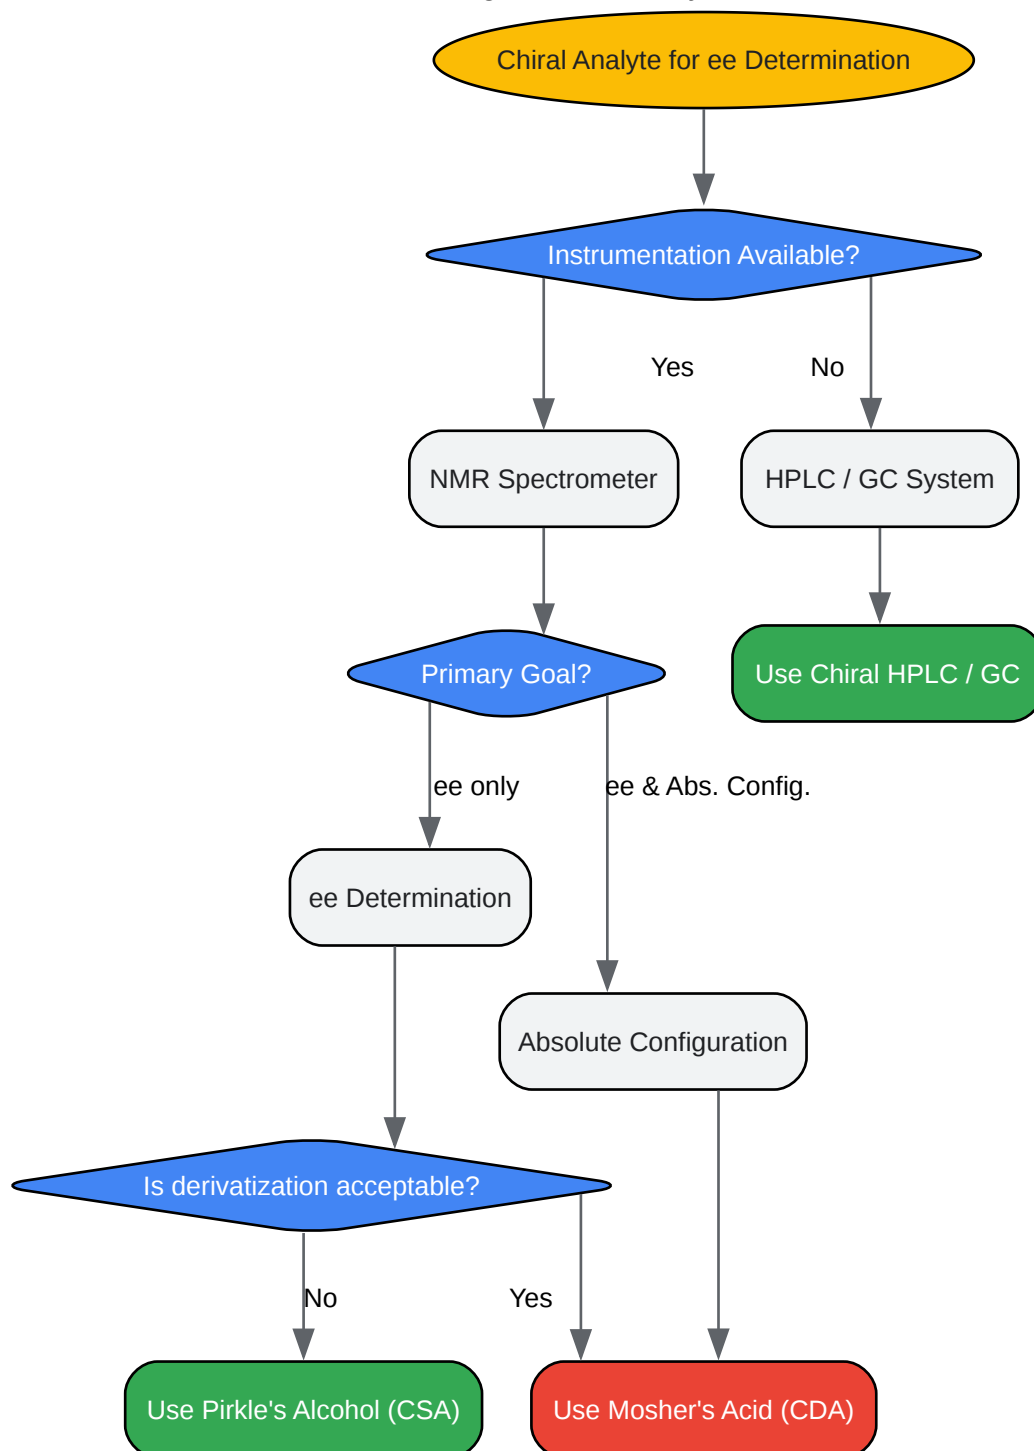 Chiral Analyte for ee Determination
Instrumentation Available?
Yes
No
NMR Spectrometer
HPLC / GC System
Primary Goal?
Use Chiral HPLC / GC
ee only
ee & Abs. Config.
ee Determination
Absolute Configuration
Is derivatization acceptable?
No
Yes
Use Pirkle's Alcohol (CSA)
Use Mosher's Acid (CDA)